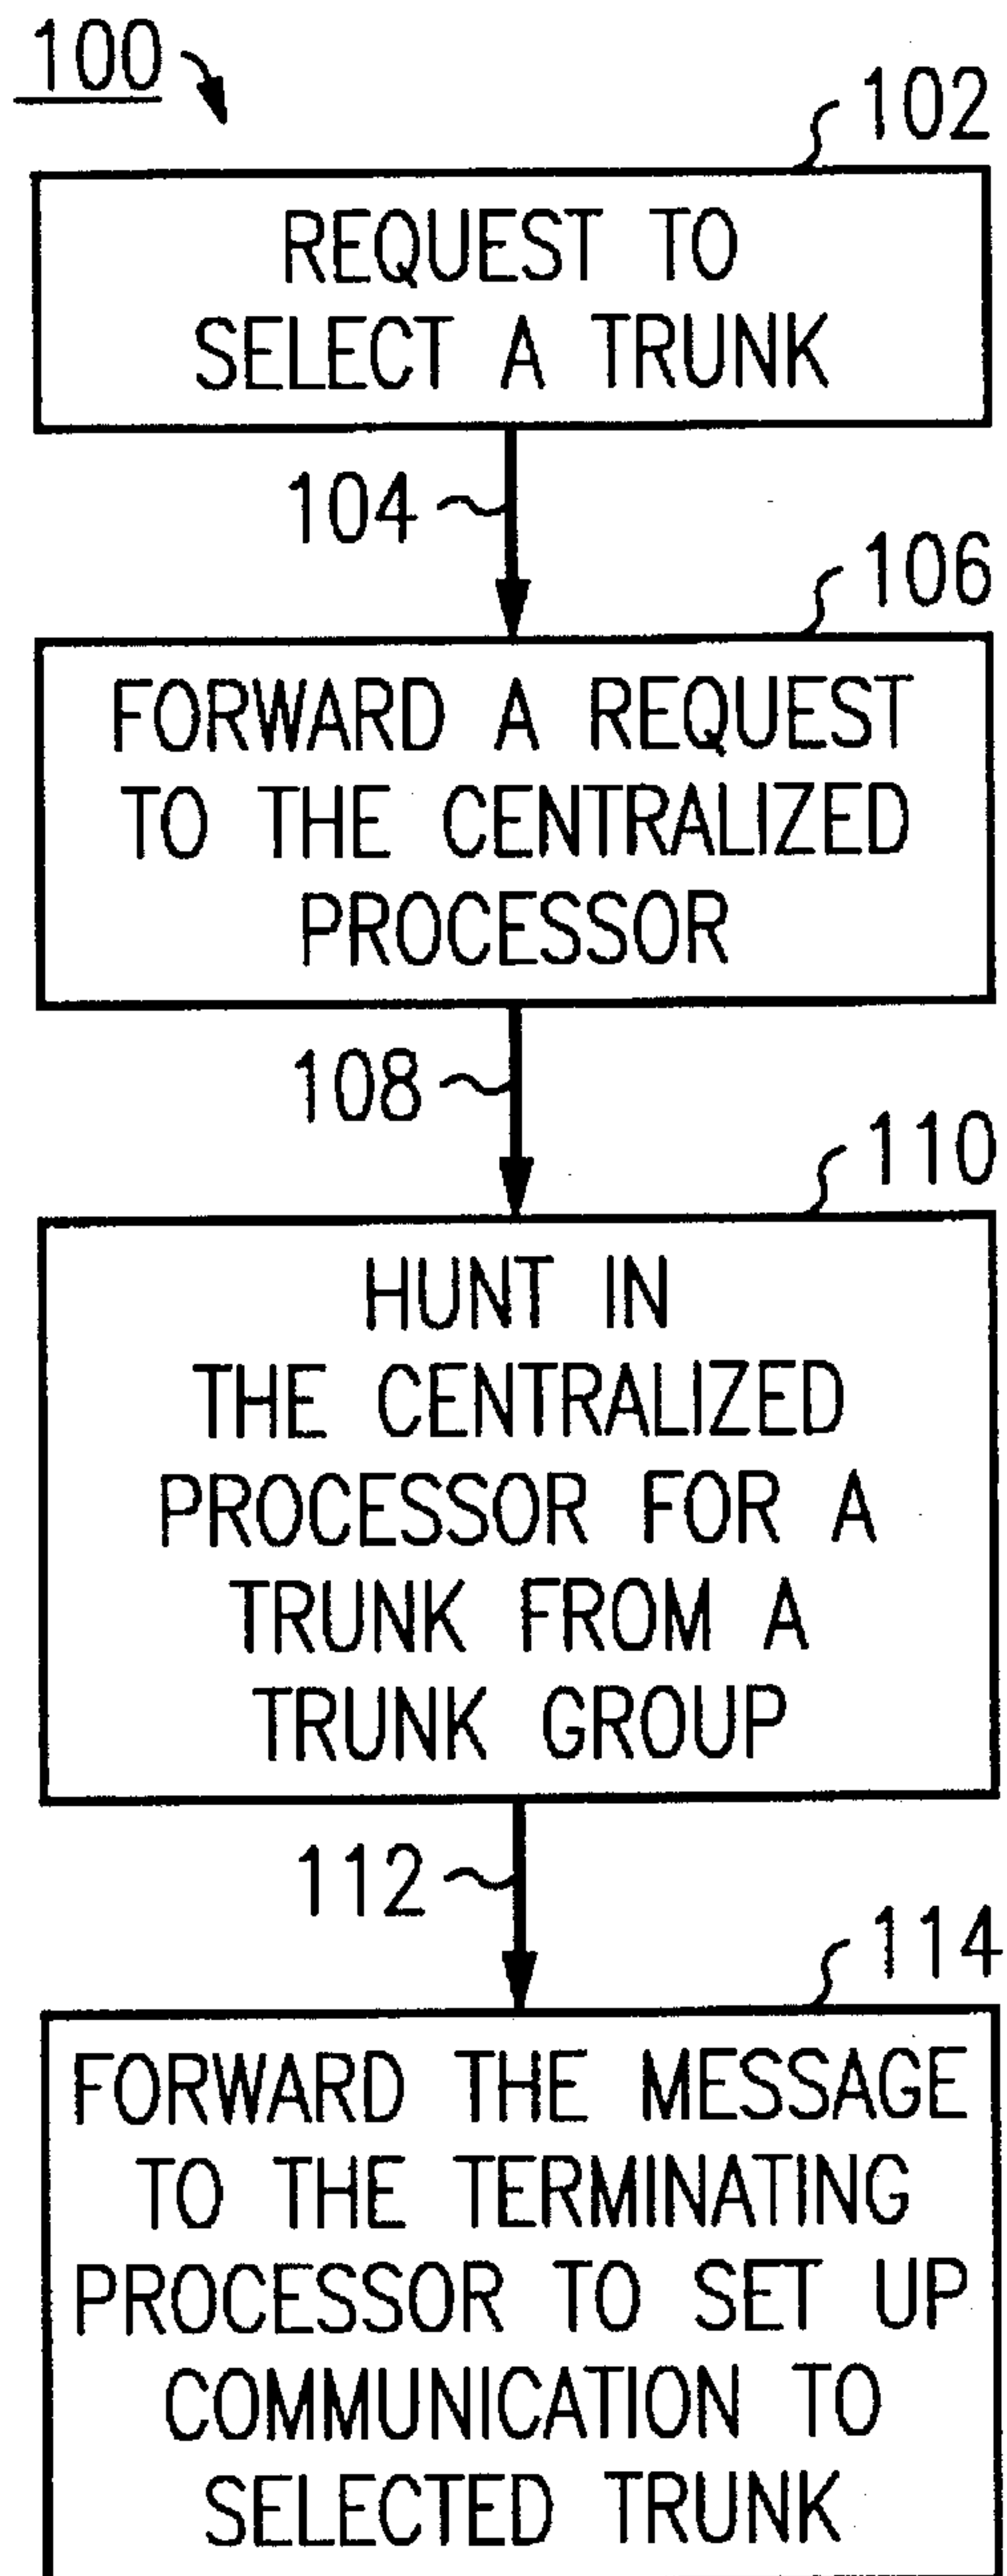 100
102
REQUEST TO
SELECT A TRUNK
104
106
FORWARD A REQUEST
TO THE CENTRALIZED
PROCESSOR
108
110
HUNT IN
THE CENTRALIZED
PROCESSOR FOR A
TRUNK FROM A
TRUNK GROUP
112
114
FORWARD THE MESSAGE
TO THE TERMINATING
PROCESSOR TO SET UP
COMMUNICATION TO
SELECTED TRUNK